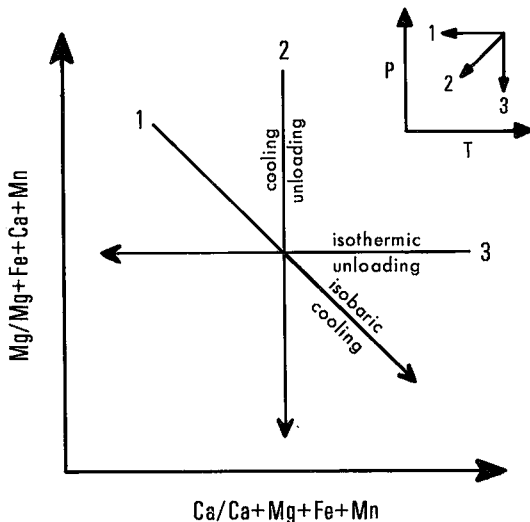 1
P
2
3
T
2
1
cooling
unloading
isothermic
unloading
3
isobaric
cooling
Mg/Mg+Fe+Ca+Mn
Ca/Ca+Mg+Fe+Mn